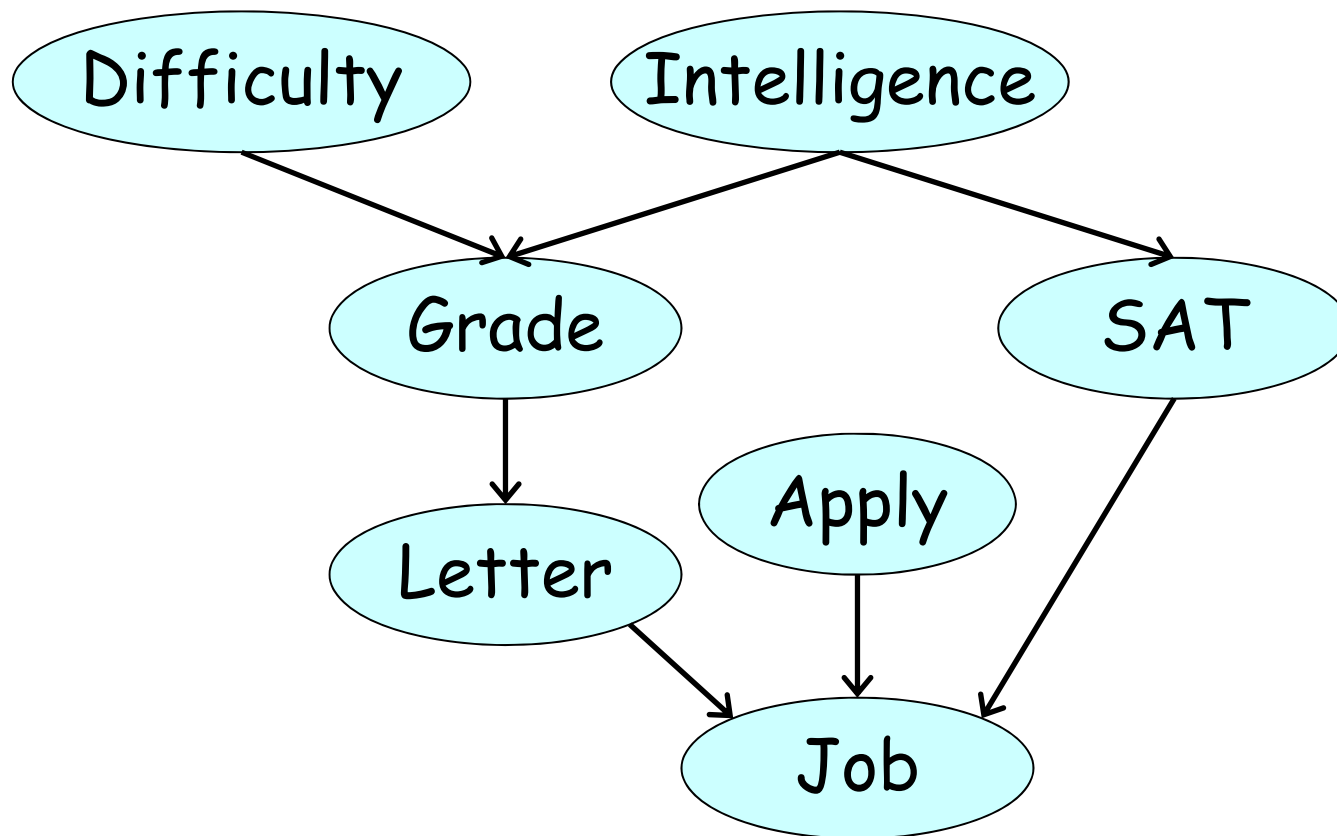 Difficulty
Intelligence
Grade
SAT
Apply
Letter
Job